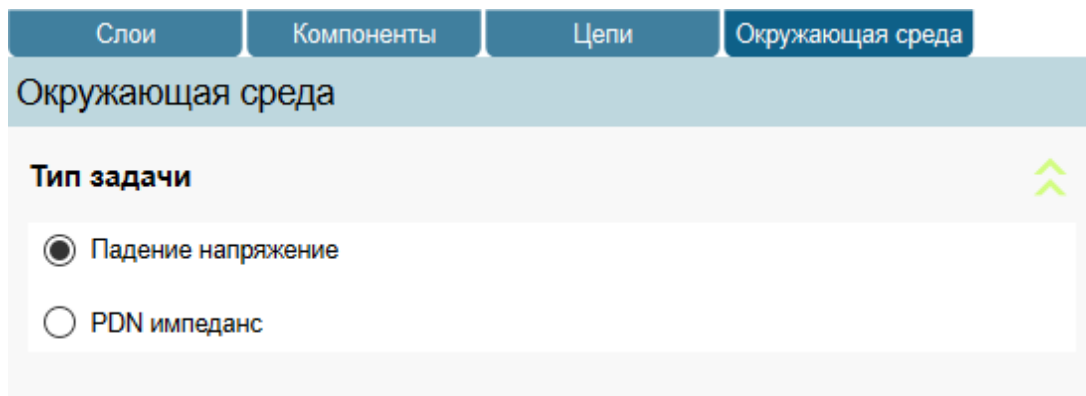 Слои Компоненты Цепи Окружающая среда
Окружающая среда
Тип задачи
Падение напряжение
PDN импеданс